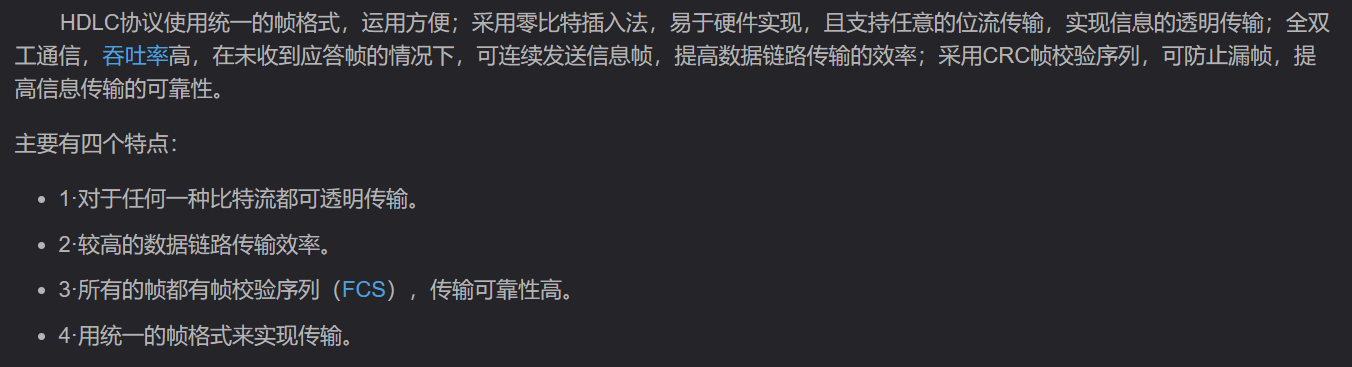 HDLC协议使用统一的帧格式，运用方便；采用零比特插入法，易于硬件实现，且支持任意的位流传输，实现信息的透明传输；全双
工通信，吞吐率高，在未收到应答帧的情况下，可连续发送信息帧，提高数据链路传输的效率；采用CRC帧校验序列，可防止漏帧，提
高信息传输的可靠性。
主要有四个特点：
• 1·对于任何一种比特流都可透明传输。
• 2·较高的数据链路传输效率。
• 3·所有的帧都有帧校验序列（FCS），传输可靠性高。
• 4·用统一的帧格式来实现传输。